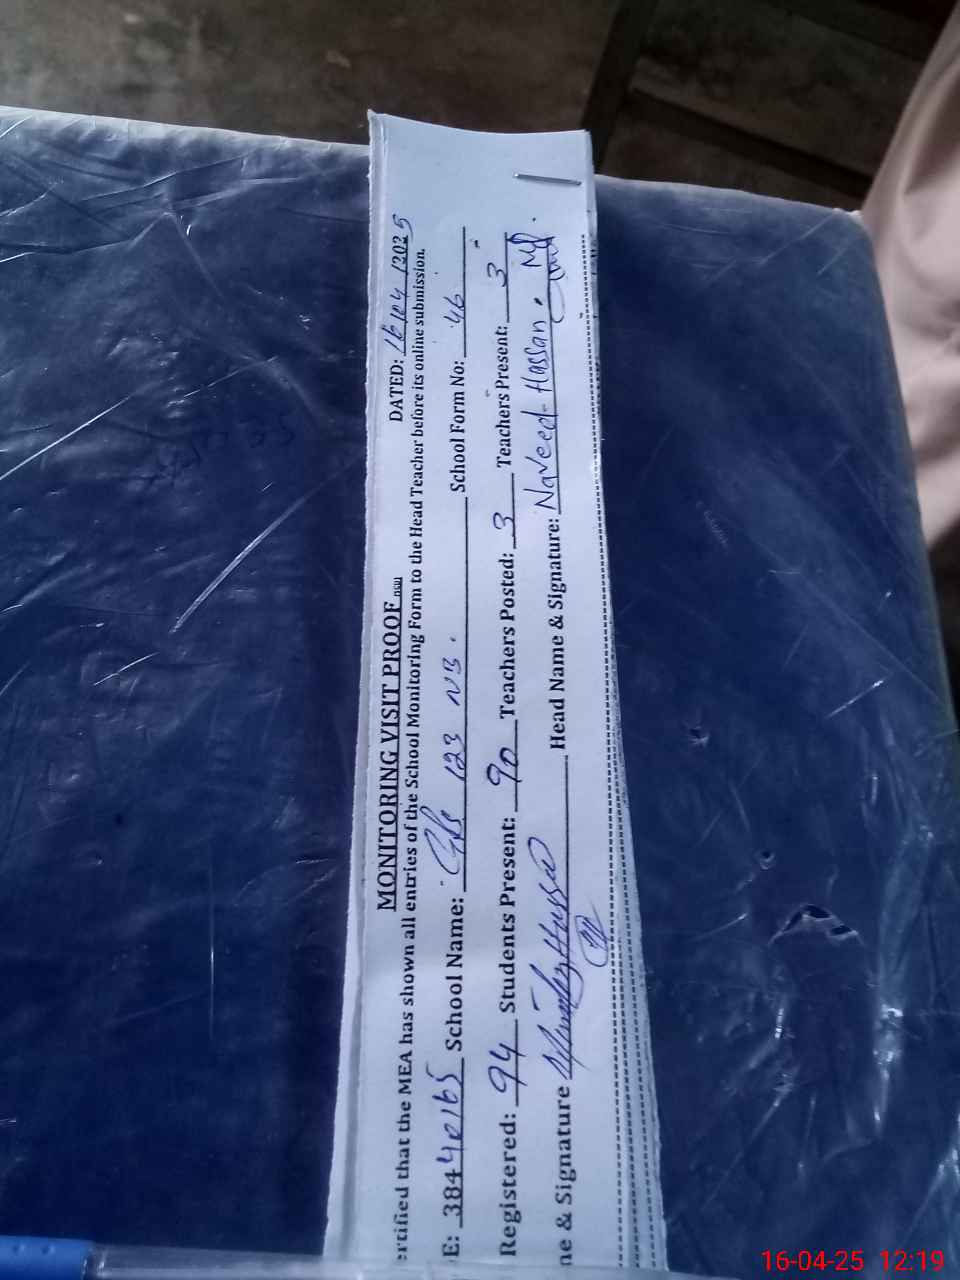 MONITORING VISIT PROOF DATED: 16/04/2025
ertified that the MEA has shown all entries of the School Monitoring Form to the Head Teacher before its online submission.
E: 38440165 School Name: GPS 123 NB. School Form No: 46
Registered: 94 Students Present: 90 Teachers Posted: 3 Teachers Present: 3
ne & Signature Head Name & Signature: Naveed Hassan.
16-04-25 12:19